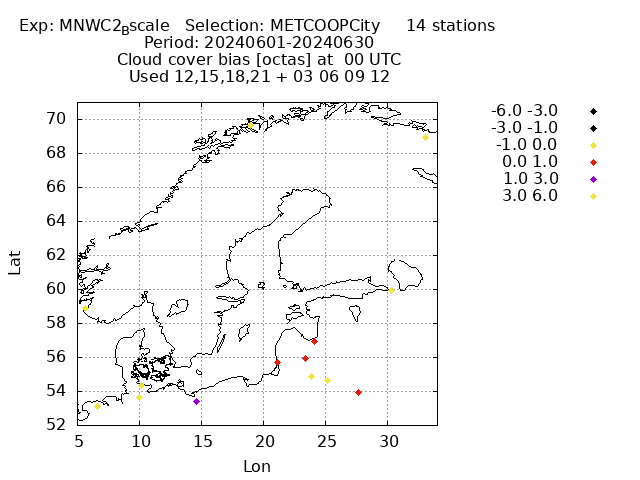 Exp: MNWC2Bscale   Selection: METCOOPCity     14 stations
Period: 20240601-20240630
Cloud cover bias [octas] at  00 UTC
Used 12,15,18,21 + 03 06 09 12
-6.0 -3.0
-3.0 -1.0
-1.0 0.0
0.0 1.0
1.0 3.0
3.0 6.0
Lat
70
68
66
64
62
60
58
56
54
52
5 10 15 20 25 30
Lon